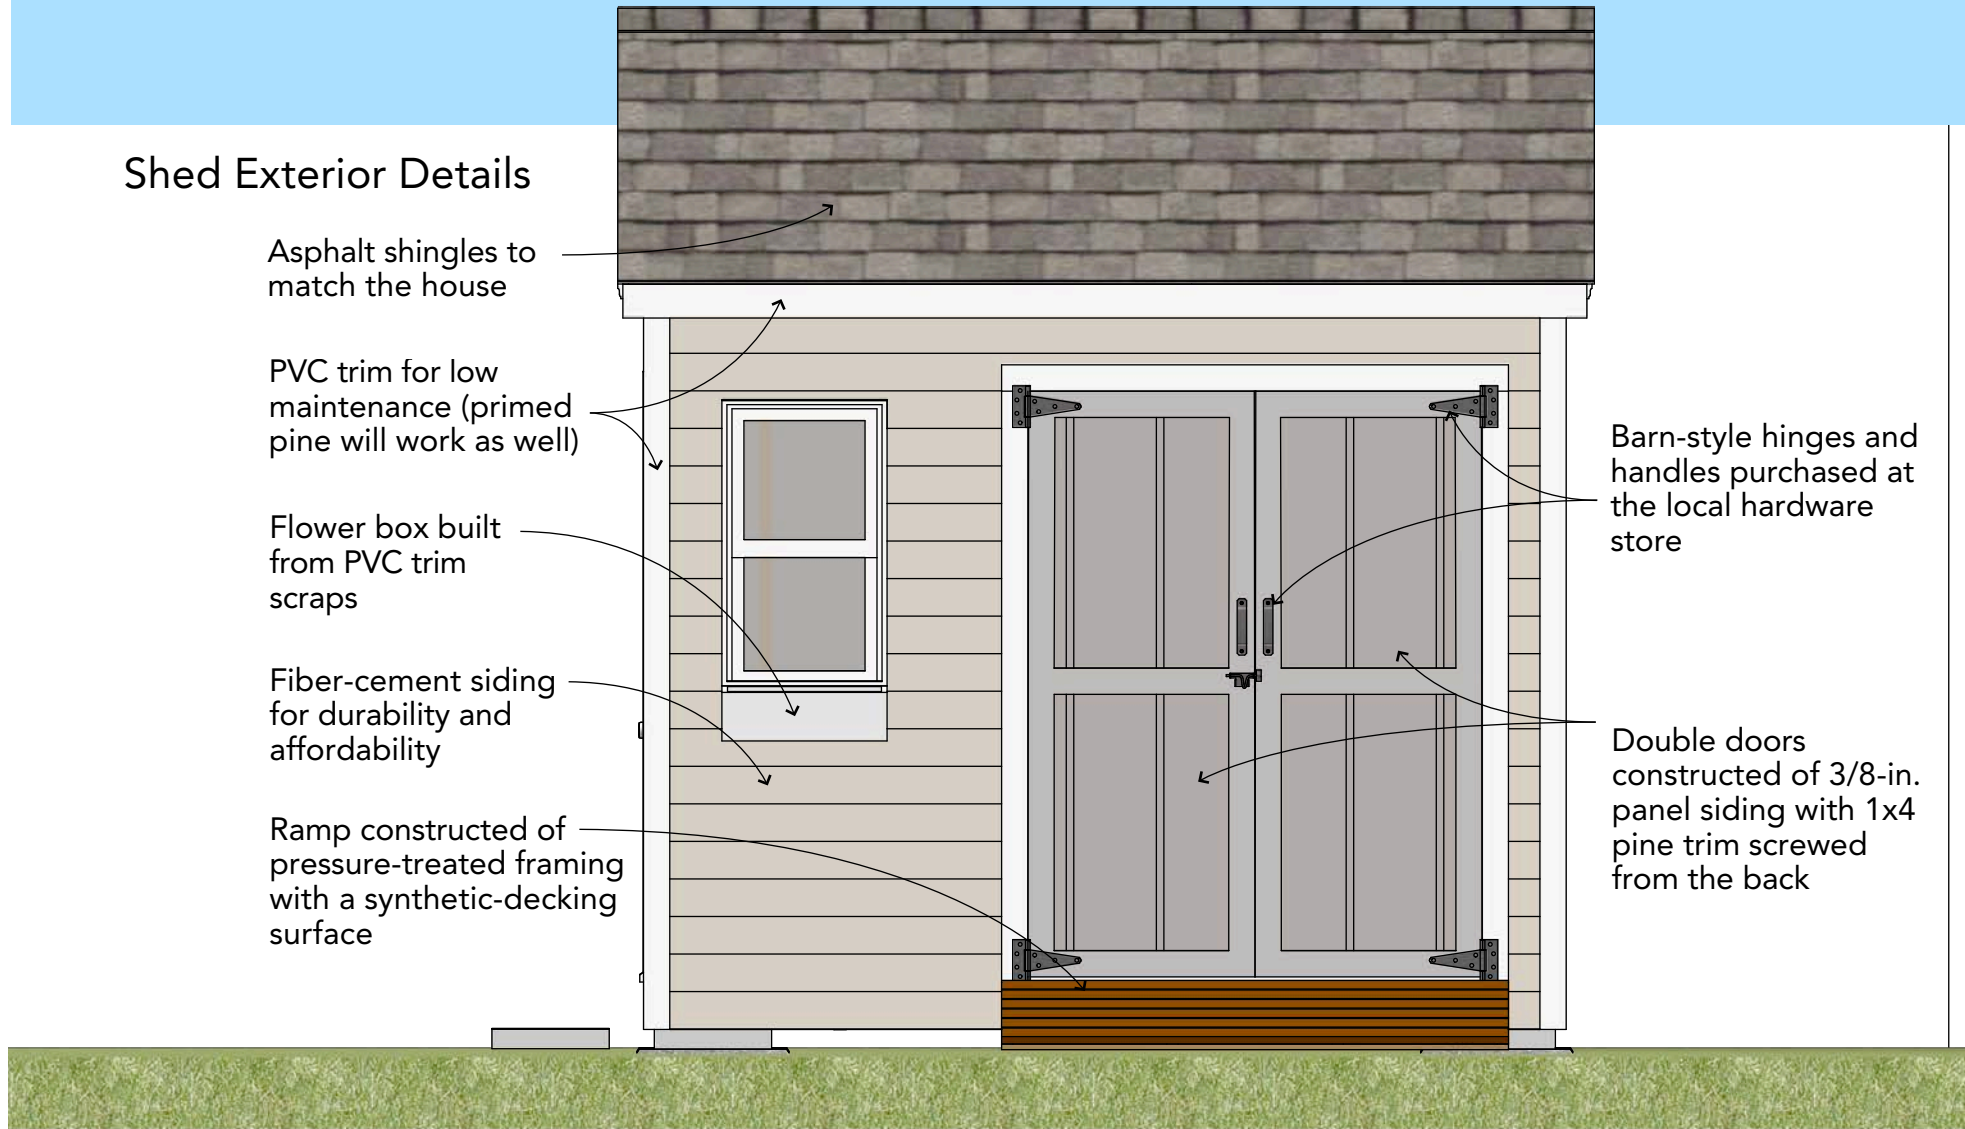 Shed Exterior Details
Asphalt shingles to
match the house
PVC trim for low
maintenance (primed
pine will work as well)
Flower box built
from PVC trim
scraps
Fiber-cement siding
for durability and
affordability
Ramp constructed of
pressure-treated framing
with a synthetic-decking
surface
Barn-style hinges and
handles purchased at
the local hardware
store
Double doors
constructed of 3/8-in.
panel siding with 1x4
pine trim screwed
from the back